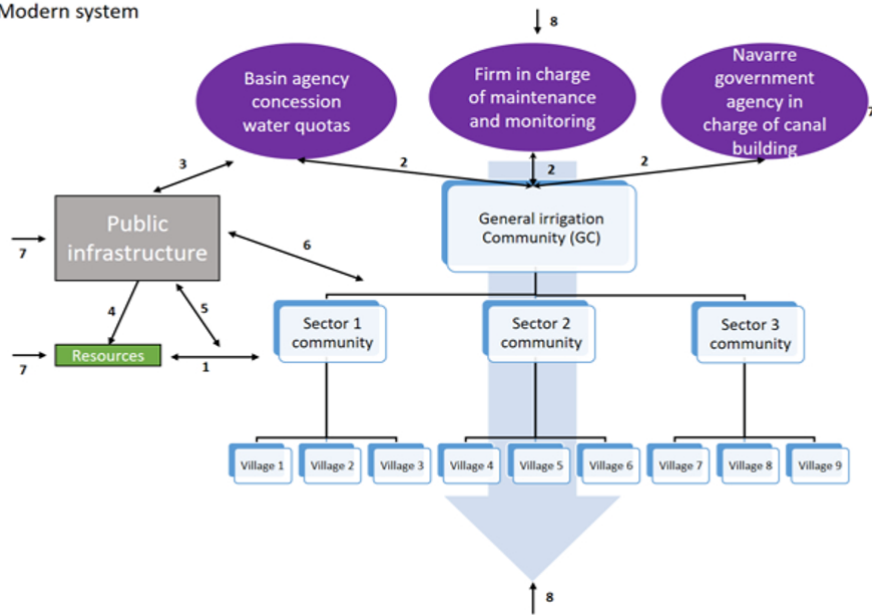 Modern system
8
Basin agency
concession
water quotas
Firm in charge
of maintenance
and monitoring
Navarre
government
agency in
charge of canal
building
7
3
2
2
2
Public
infrastructure
General irrigation
Community (GC)
7
6
4
5
Sector 1
community
Sector 2
community
Sector 3
community
Resources
7
1
Village 1
Village 2
Village 3
Village 4
Village 5
Village 6
Village 7
Village 8
Village 9
8